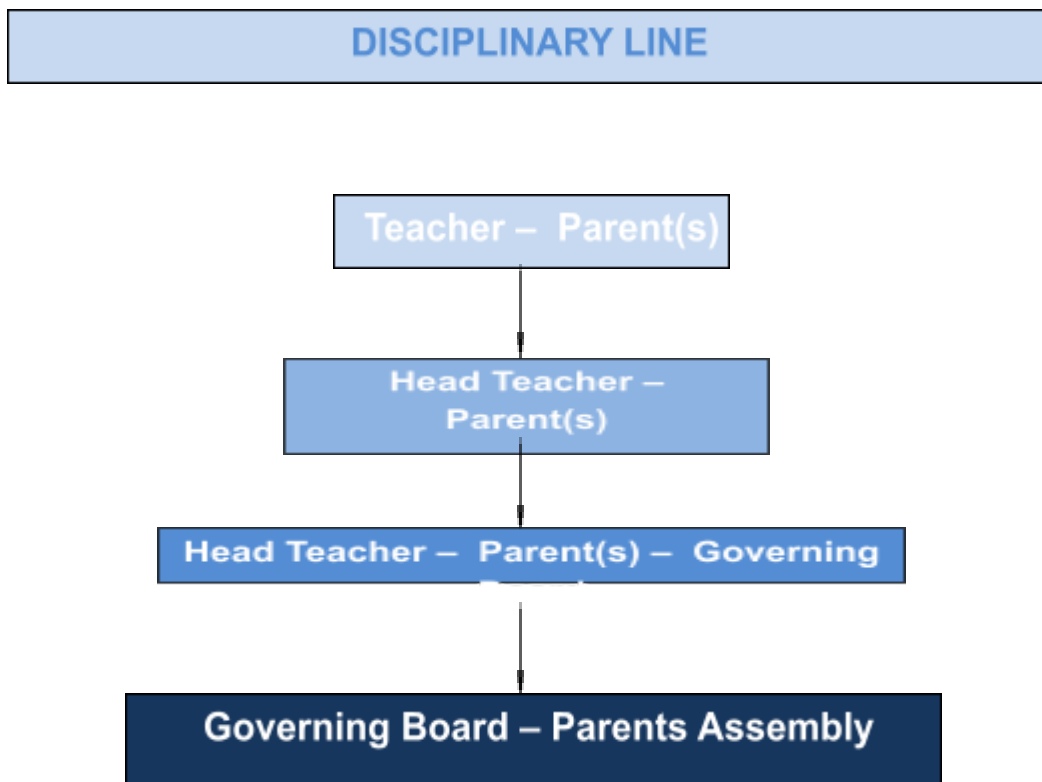 DISCIPLINARY LINE
Teacher – Parent(s)
Head Teacher –
Parent(s)
Head Teacher – Parent(s) – Governing
Governing Board – Parents Assembly